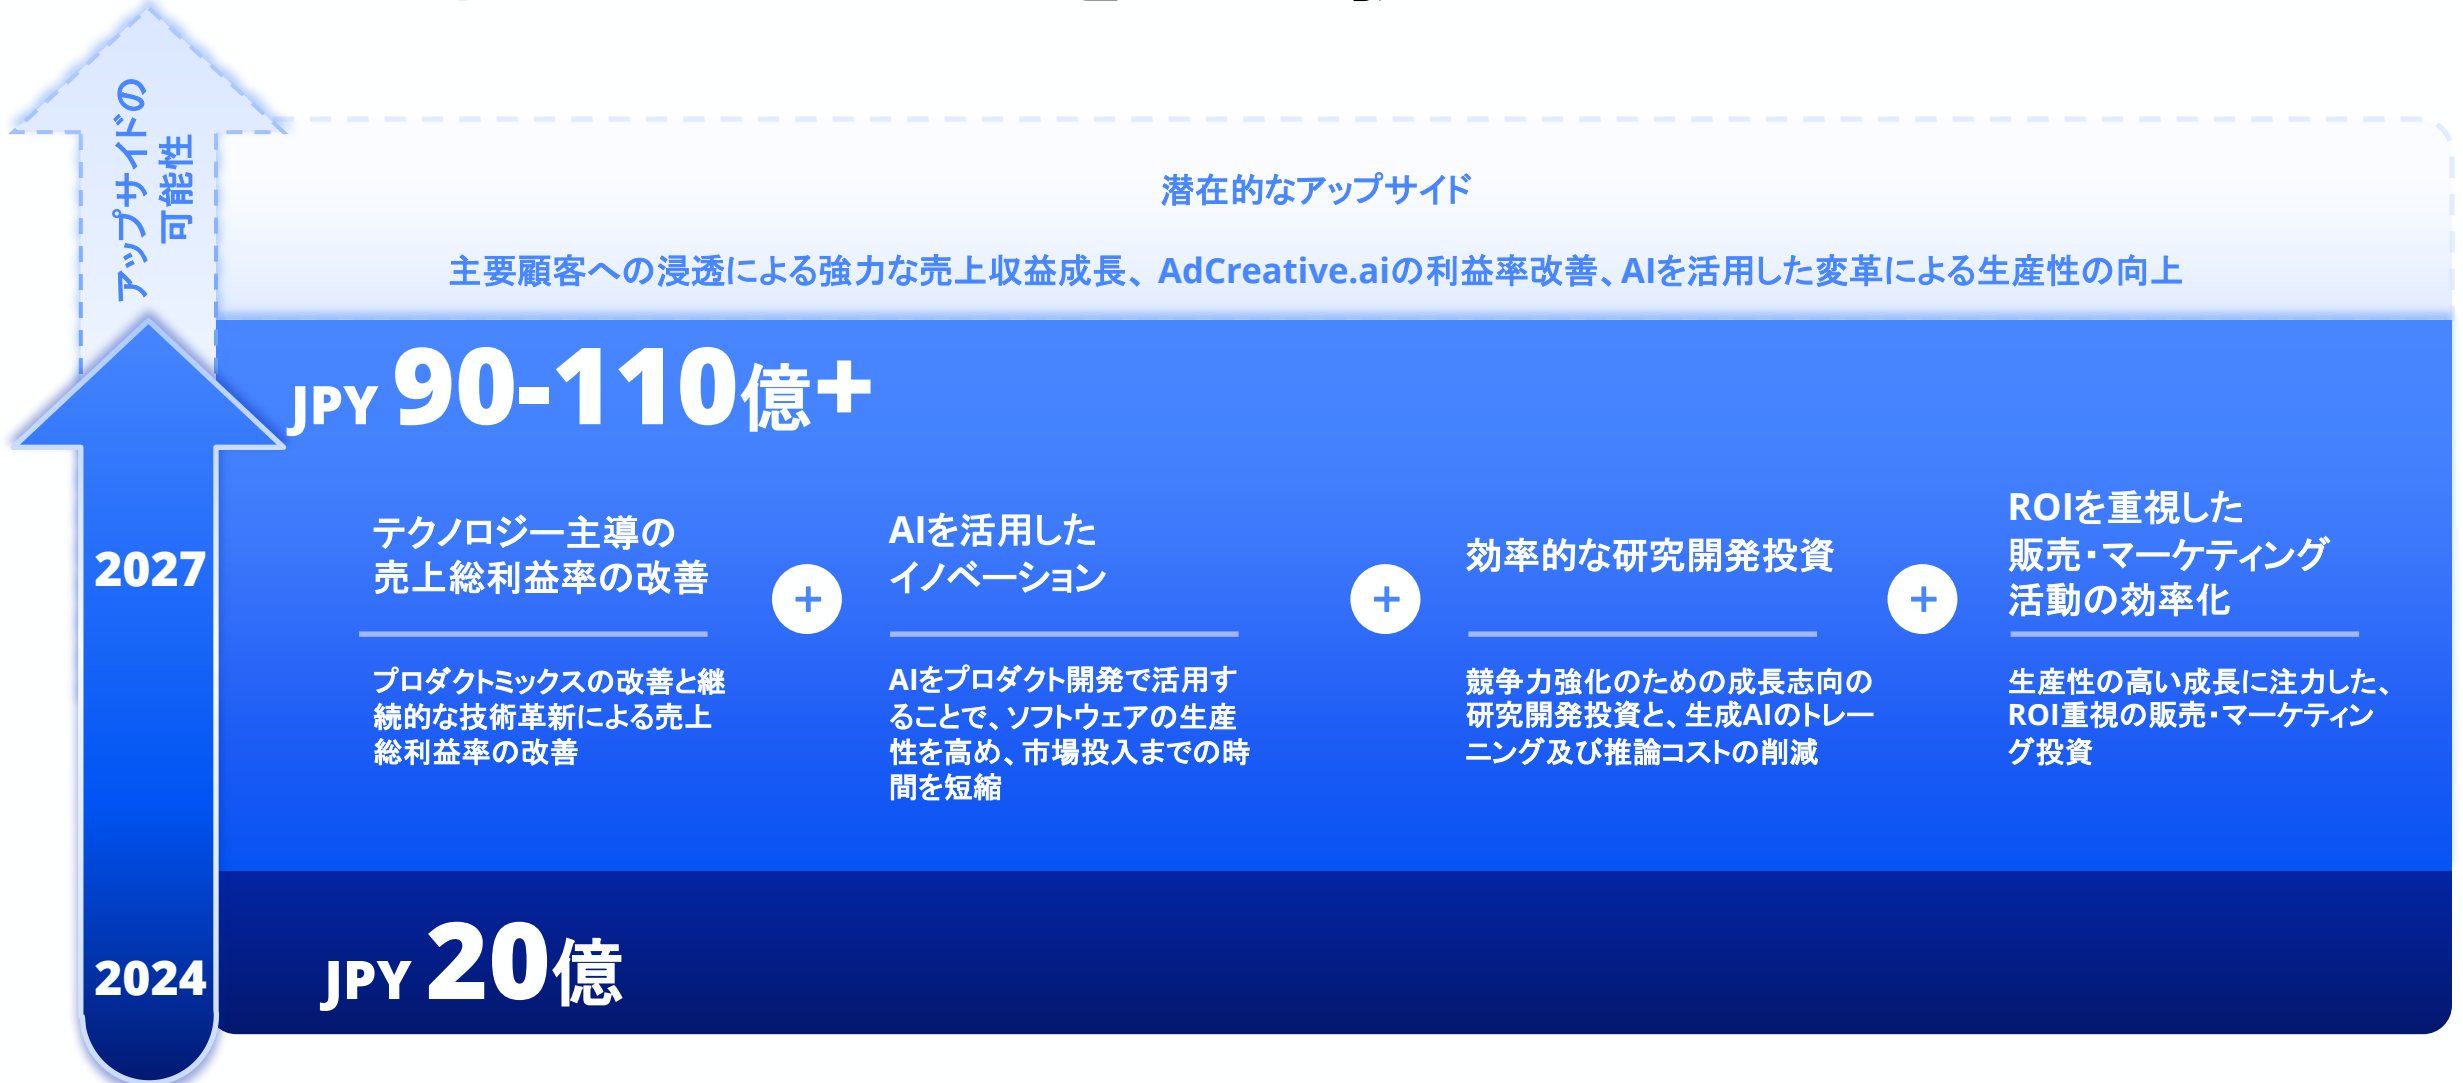 アップサイドの
可能性
潜在的なアップサイド
主要顧客への浸透による強力な売上収益成長、AdCreative.aiの利益率改善、AIを活用した変革による生産性の向上
JPY 90-110億+
2027
テクノロジー主導の
売上総利益率の改善
プロダクトミックスの改善と継
続的な技術革新による売上
総利益率の改善
+
AIを活用した
イノベーション
AIをプロダクト開発で活用す
ることで、ソフトウェアの生産
性を高め、市場投入までの時
間を短縮
+
効率的な研究開発投資
競争力強化のための成長志向の
研究開発投資と、生成AIのトレー
ニング及び推論コストの削減
+
ROIを重視した
販売・マーケティング
活動の効率化
生産性の高い成長に注力した、
ROI重視の販売・マーケティン
グ投資
2024
JPY 20億